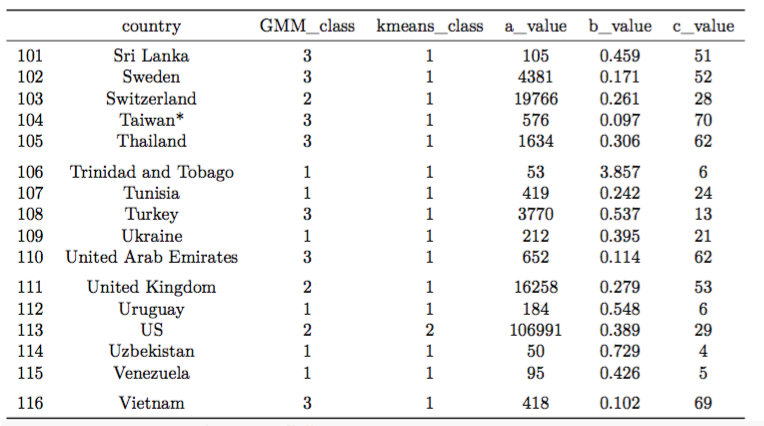 country GMM_class kmeans_class a_value b_value c_value
101 Sri Lanka 3 1 105 0.459 51
102 Sweden 3 1 4381 0.171 52
103 Switzerland 2 1 19766 0.261 28
104 Taiwan* 3 1 576 0.097 70
105 Thailand 3 1 1634 0.306 62
106 Trinidad and Tobago 1 1 53 3.857 6
107 Tunisia 1 1 419 0.242 24
108 Turkey 3 1 3770 0.537 13
109 Ukraine 1 1 212 0.395 21
110 United Arab Emirates 3 1 652 0.114 62
111 United Kingdom 2 1 16258 0.279 53
112 Uruguay 1 1 184 0.548 6
113 US 2 2 106991 0.389 29
114 Uzbekistan 1 1 50 0.729 4
115 Venezuela 1 1 95 0.426 5
116 Vietnam 3 1 418 0.102 69